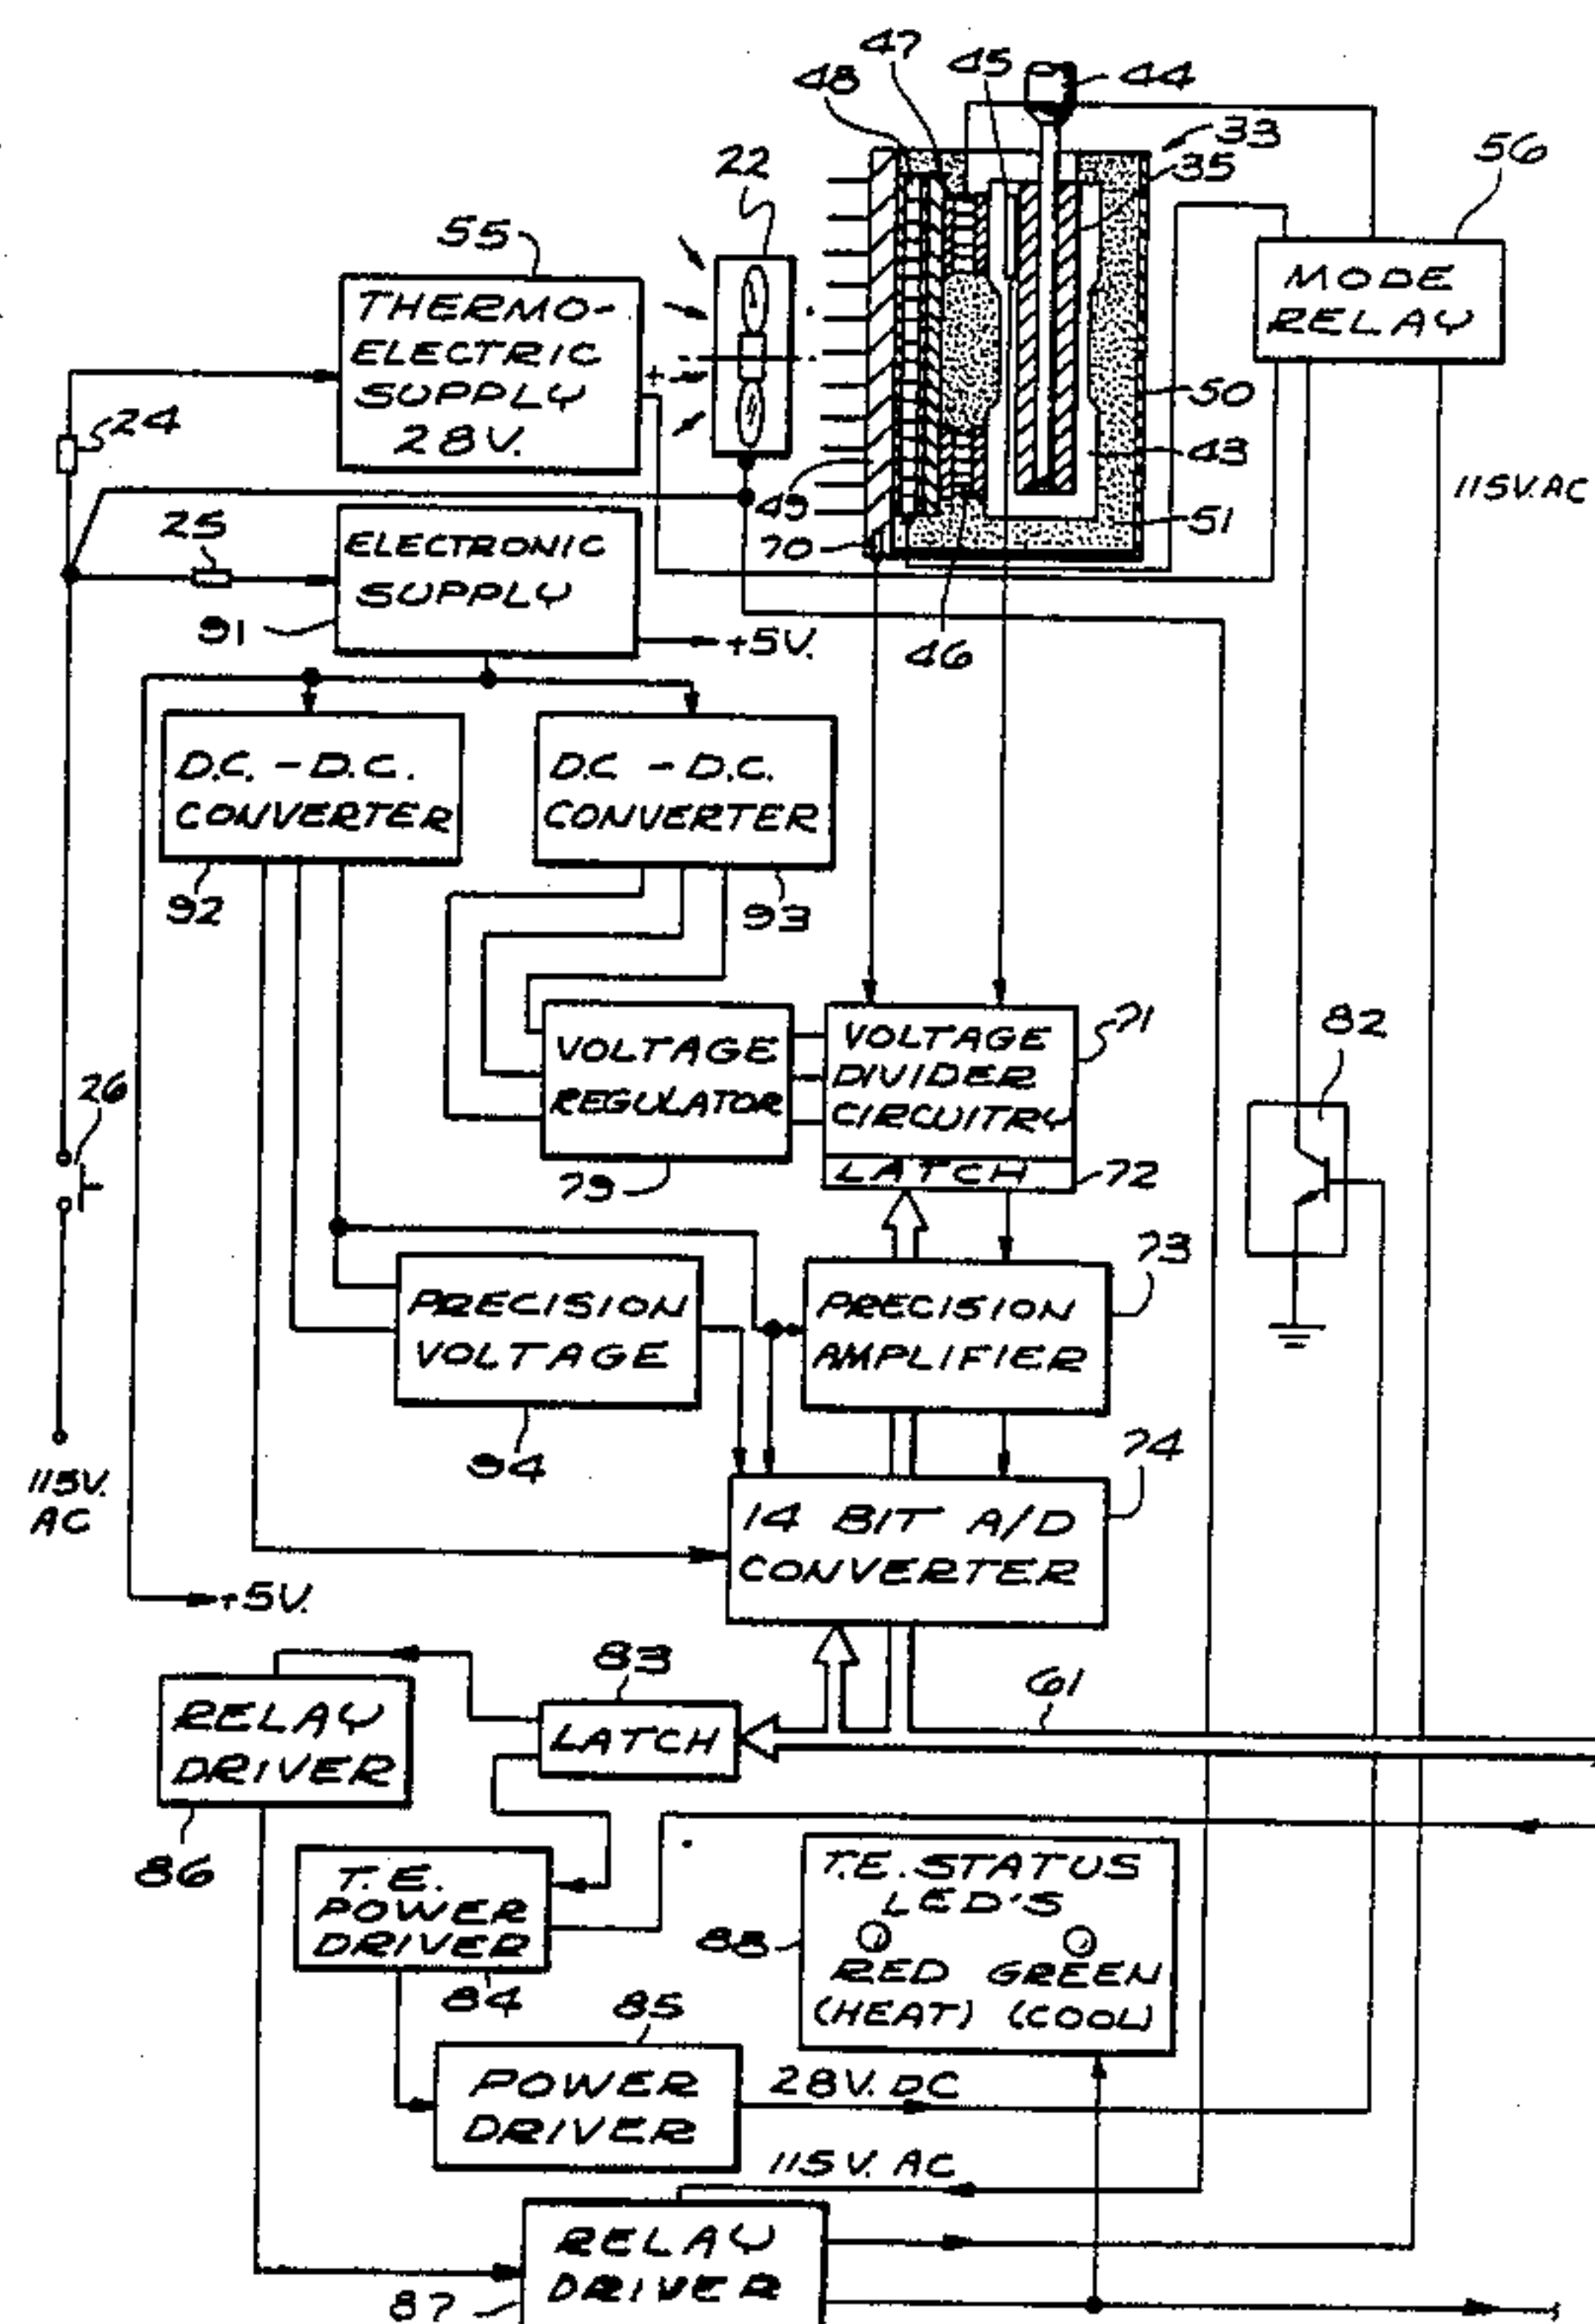 47
48
45
44
33
35
56
22
55
THERMO-
ELECTRIC
SUPPLY
28V.
+
MODE
RELAY
24
50
43
115V.AC
49
51
25
70
ELECTRONIC
SUPPLY
91
+5V.
46
D.C.-D.C.
CONVERTER
D.C-D.C.
CONVERTER
92
93
26
VOLTAGE
REGULATOR
79
VOLTAGE
DIVIDER
CIRCUITRY
71
LATCH
72
82
PRECISION
VOLTAGE
94
PRECISION
AMPLIFIER
73
115V.
AC
14 BIT A/D
CONVERTER
74
+5V.
83
61
RELAY
DRIVER
86
LATCH
T.E.
POWER
DRIVER
84
T.E. STATUS
LED'S
88
RED GREEN
(HEAT) (COOL)
85
POWER
DRIVER
28V.DC
115V.AC
RELAY
DRIVER
87